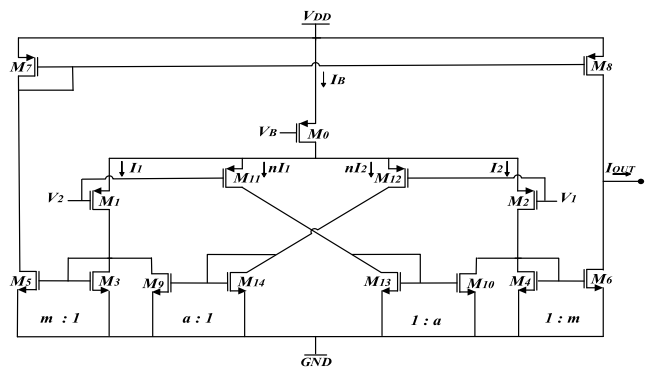 VDD
M7
M8
IB
VB
M0
I1
nI1
nI2
I2
IOUT
M11
M12
V2
M1
M2
V1
M5
M3
M9
M14
M13
M10
M4
M6
m : 1
a : 1
1 : a
1 : m
GND